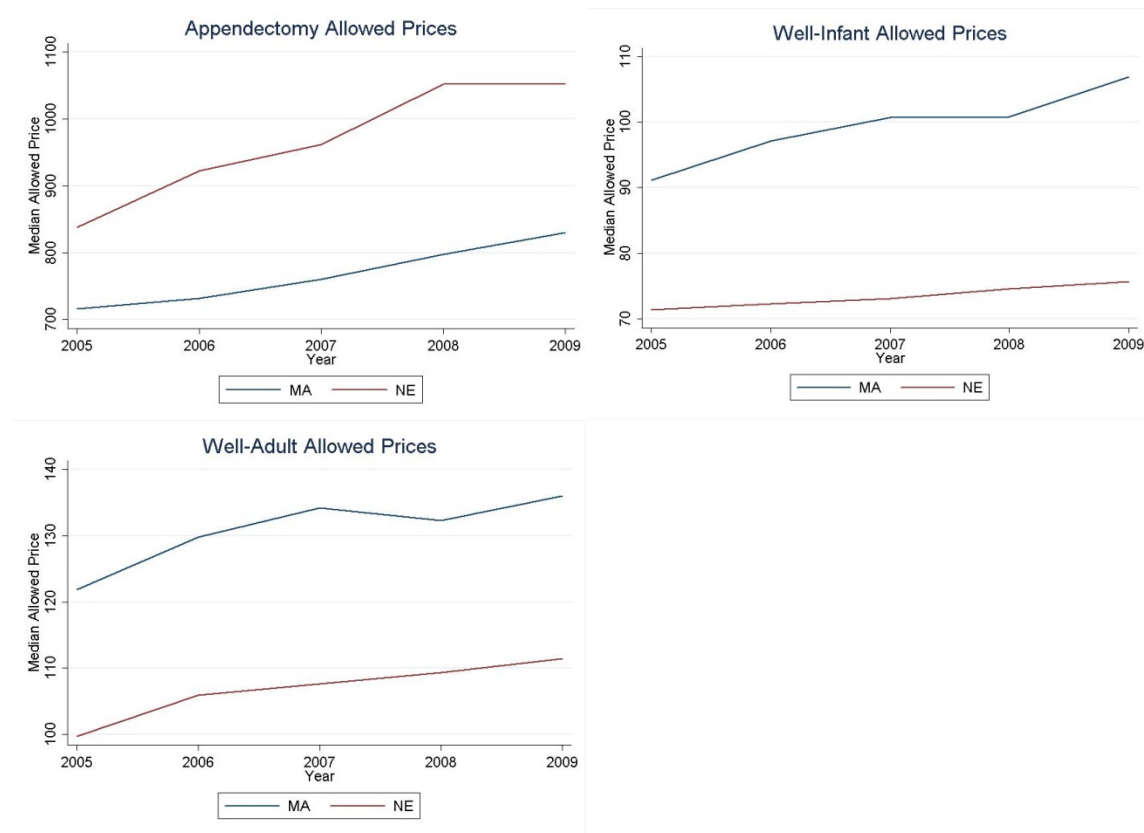 Appendectomy Allowed Prices
Median Allowed Price
1100
1000
900
800
700
2005 2006 2007 2008 2009
Year
MA NE
Well-Infant Allowed Prices
Median Allowed Price
110
100
90
80
70
2005 2006 2007 2008 2009
Year
MA NE
Well-Adult Allowed Prices
Median Allowed Price
140
130
120
110
100
2005 2006 2007 2008 2009
Year
MA NE